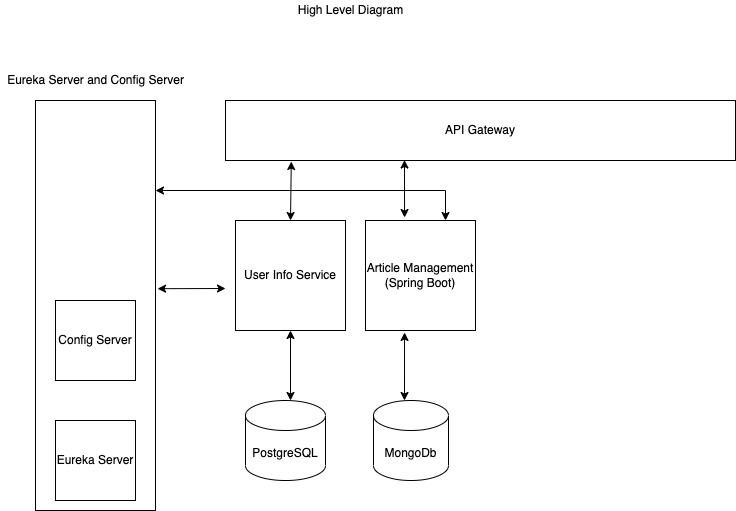 High Level Diagram
Eureka Server and Config Server
API Gateway
User Info Service
Article Management
(Spring Boot)
Config Server
Eureka Server
PostgreSQL
MongoDb